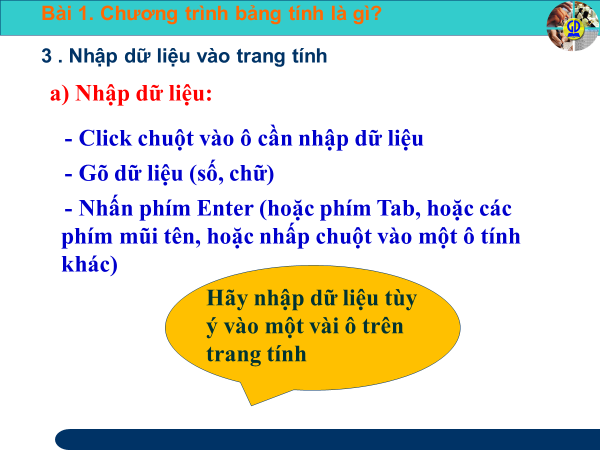 Bài 1. Chương trình bảng tính là gì?
3 . Nhập dữ liệu vào trang tính
a) Nhập dữ liệu:
- Click chuột vào ô cần nhập dữ liệu
- Gõ dữ liệu (số, chữ)
- Nhấn phím Enter (hoặc phím Tab, hoặc các
phím mũi tên, hoặc nhấp chuột vào một ô tính
khác)
Hãy nhập dữ liệu tùy
ý vào một vài ô trên
trang tính